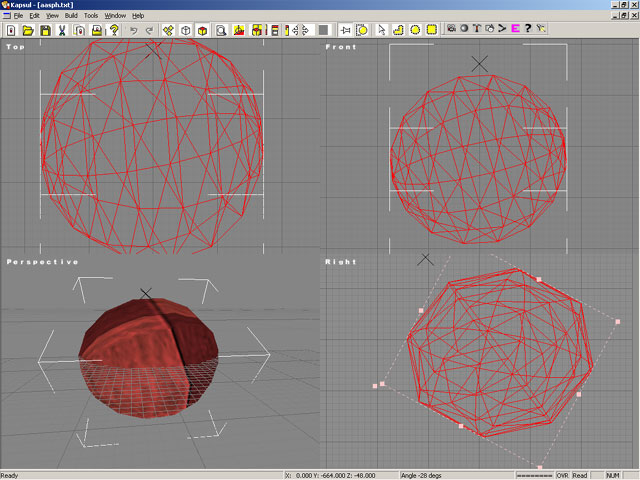 Kapsul - [aasph.txt]
File Edit View Build Tools Window Help
Top
Front
Perspective
Right
Ready
X: 0.000 Y: -664.000 Z: -48.000
Angle -28 degs
OVR Read NUM